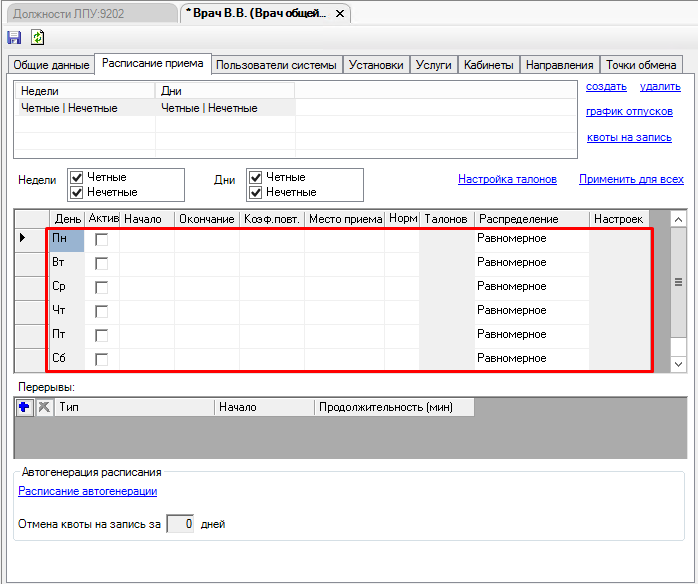 Должности ЛПУ:9202 * Врач В.В. (Врач общей...
Общие данные Расписание приема Пользователи системы Установки Услуги Кабинеты Направления Точки обмена
Недели Дни
Четные | Нечетные Четные | Нечетные
создать удалить
график отпусков
квоты на запись
Недели Четные Дни Четные Настройка талонов Применить для всех
Нечетные Нечетные
День Актив Начало Окончание Коэф.повт. Место приема Норм Талонов Распределение Настроек
Пн Равномерное
Вт Равномерное
Ср Равномерное
Чт Равномерное
Пт Равномерное
Сб Равномерное
Перерывы:
Тип Начало Продолжительность (мин)
Автогенерация расписания
Расписание автогенерации
Отмена квоты на запись за 0 дней